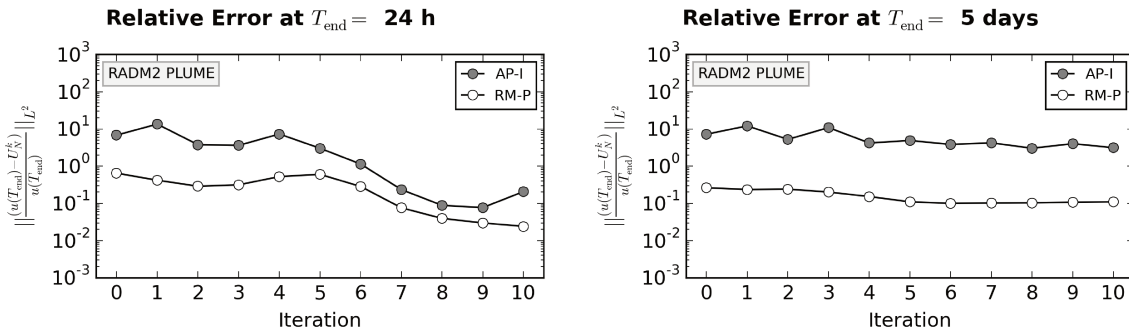 Relative Error at T_end = 24 h
RADM2 PLUME
AP-I
RM-P
10^3
10^2
10^1
10^0
10^-1
10^-2
10^-3
||(u(T_end)−U_N^k)/u(T_end)||_L^2
0 1 2 3 4 5 6 7 8 9 10
Iteration
Relative Error at T_end = 5 days
RADM2 PLUME
AP-I
RM-P
10^3
10^2
10^1
10^0
10^-1
10^-2
10^-3
||(u(T_end)−U_N^k)/u(T_end)||_L^2
0 1 2 3 4 5 6 7 8 9 10
Iteration